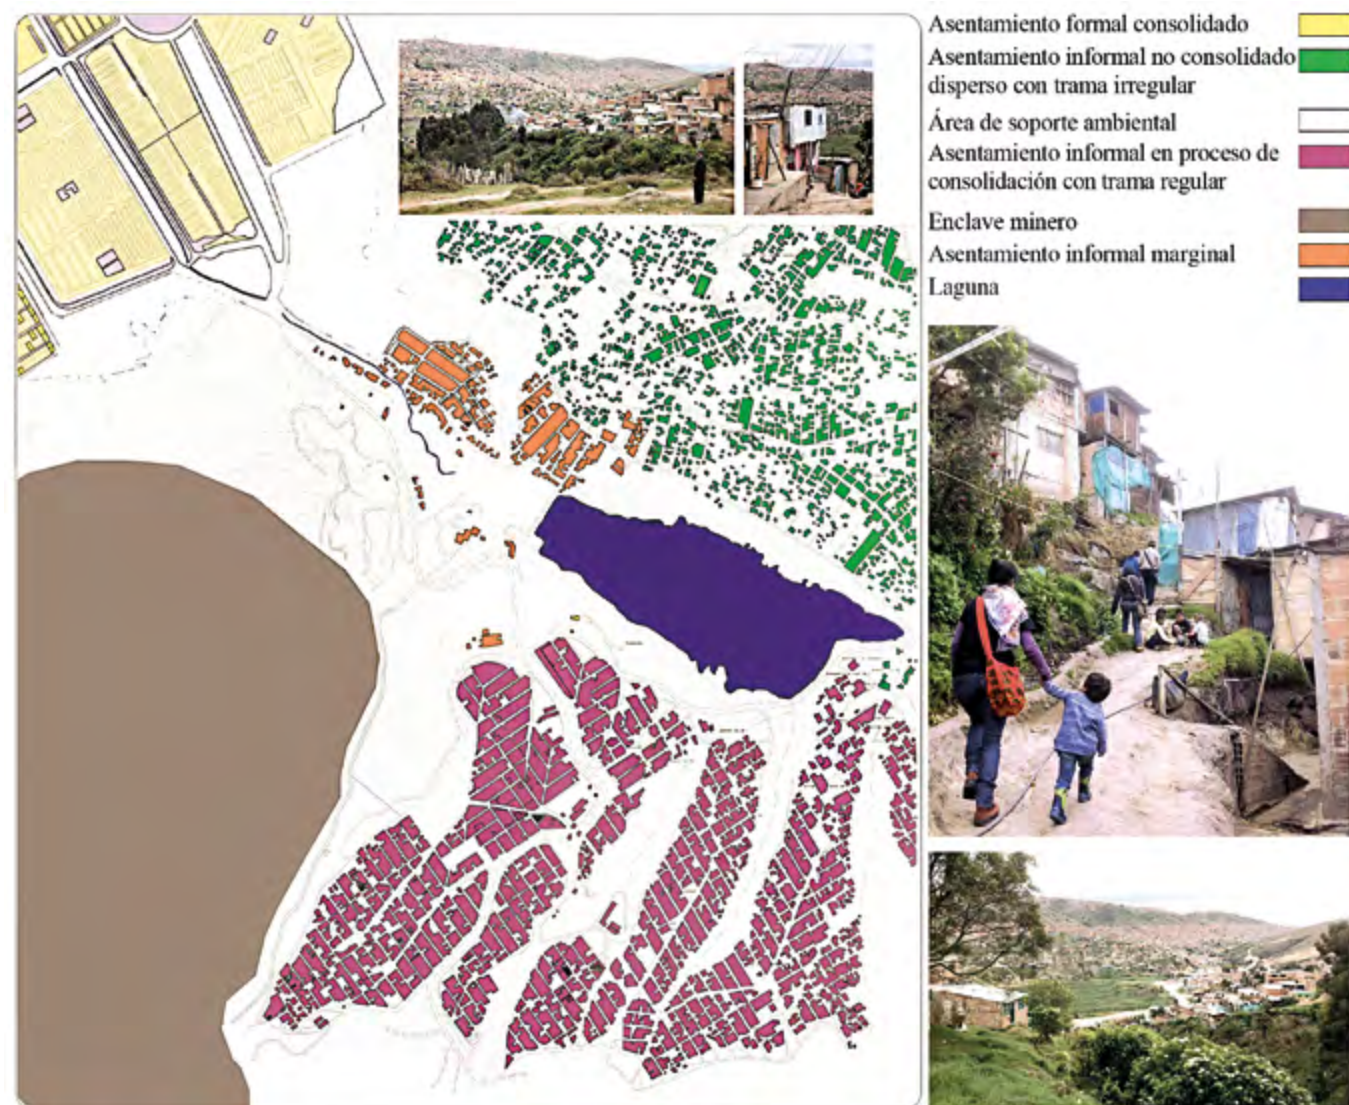 Asentamiento formal consolidado
Asentamiento informal no consolidado
disperso con trama irregular
Área de soporte ambiental
Asentamiento informal en proceso de
consolidación con trama regular
Enclave minero
Asentamiento informal marginal
Laguna